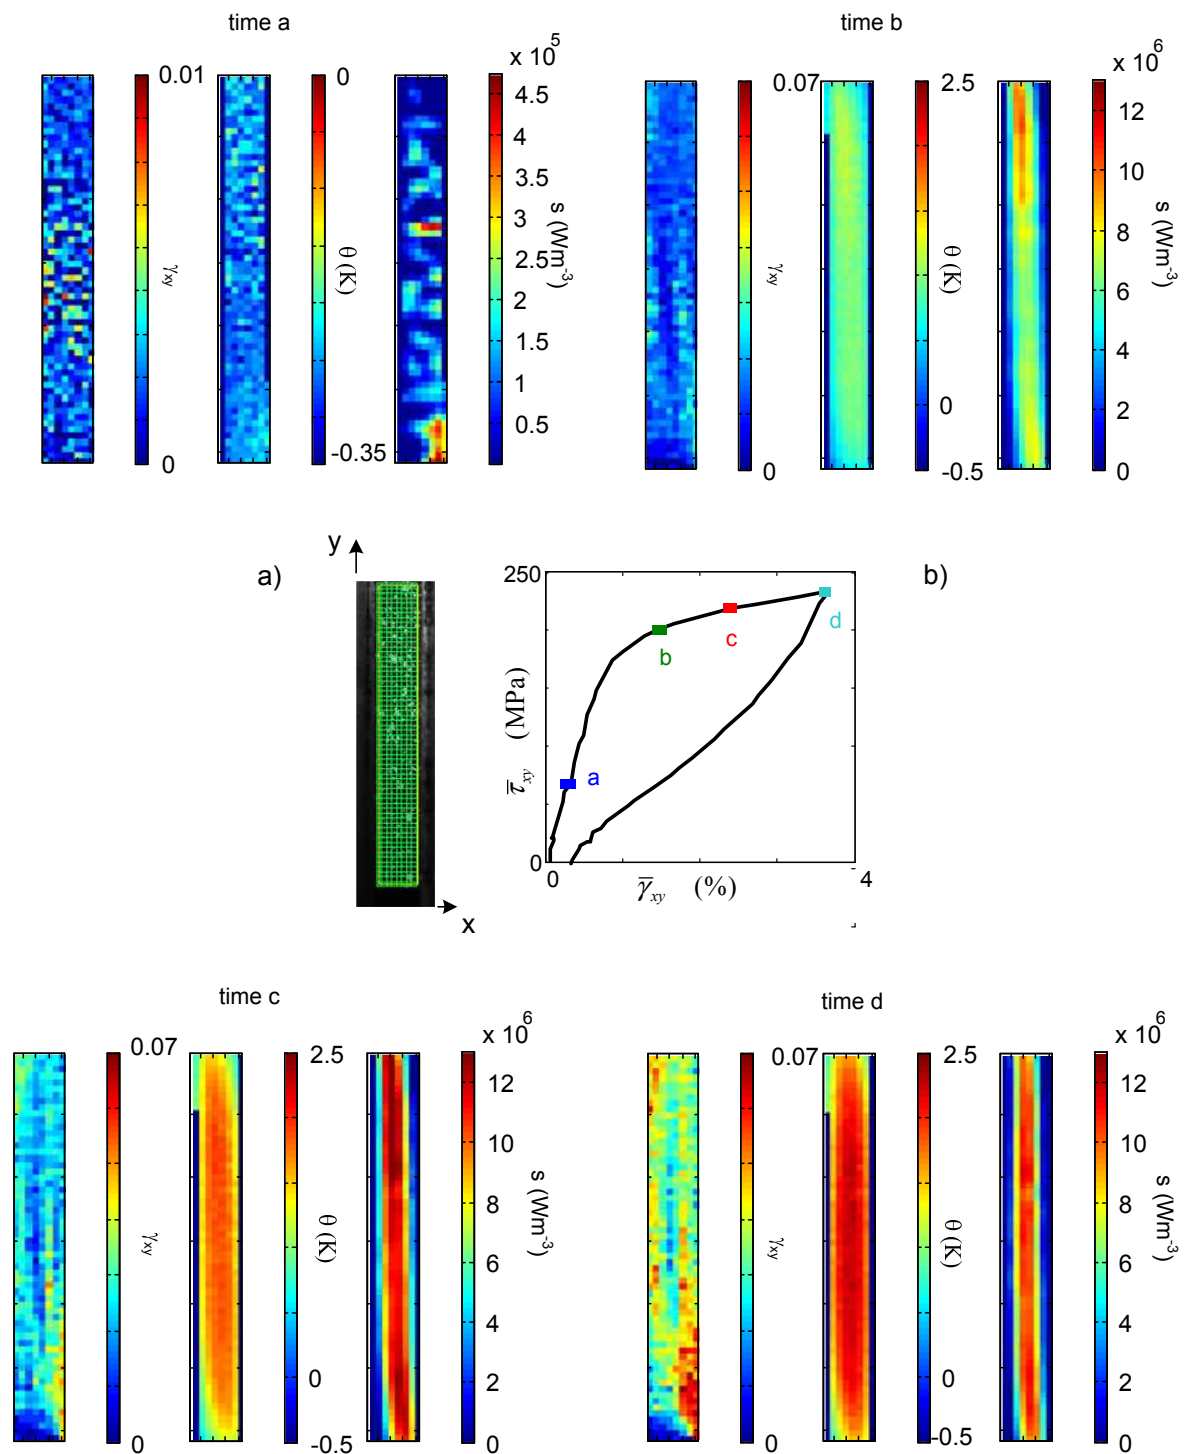 time a
x 10^5
0.01
0
γxy
0
θ (K)
-0.35
4.5
4
3.5
3
2.5
2
1.5
1
0.5
s (Wm^-3)
time b
x 10^6
0.07
0
γxy
2.5
θ (K)
0
-0.5
12
10
8
6
4
2
0
s (Wm^-3)
a)
y
x
b)
250
0
τ̅xy (MPa)
a
b
c
d
0
γ̅xy (%)
4
time c
x 10^6
0.07
0
γxy
2.5
θ (K)
0
-0.5
12
10
8
6
4
2
0
s (Wm^-3)
time d
x 10^6
0.07
0
γxy
2.5
θ (K)
0
-0.5
12
10
8
6
4
2
0
s (Wm^-3)